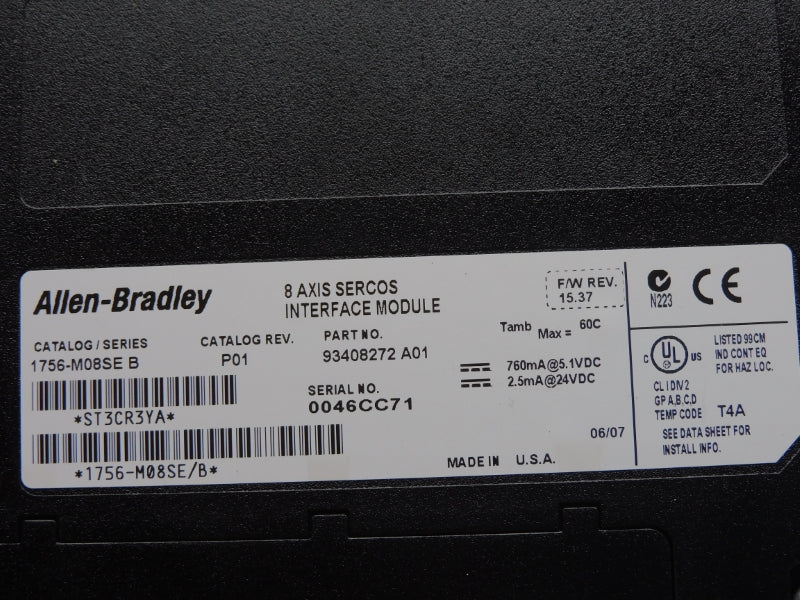 Allen-Bradley
8 AXIS SERCOS
INTERFACE MODULE
F/W REV.
15.37
N223
CE
CATALOG / SERIES
1756-M08SE B
CATALOG REV.
P01
PART NO.
93408272 A01
Tamb Max = 60C
760mA@5.1VDC
2.5mA@24VDC
SERIAL NO.
0046CC71
*ST3CR3YA*
*1756-M08SE/B*
MADE IN U.S.A.
06/07
C UL US
LISTED 99CM
IND CONT EQ
FOR HAZ LOC.
CL I DIV 2
GP A,B,C,D
TEMP CODE T4A
SEE DATA SHEET FOR
INSTALL INFO.